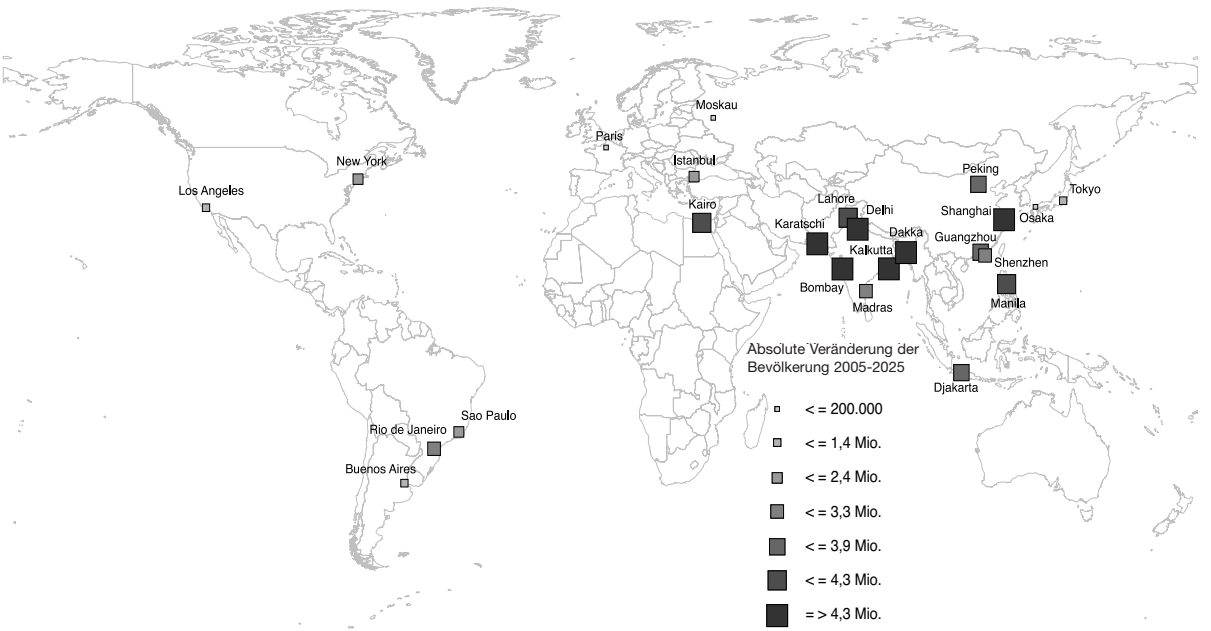 Moskau
Paris
Istanbul
New York
Los Angeles
Peking
Tokyo
Kairo
Lahore
Delhi
Shanghai
Osaka
Karatschi
Dakka
Guangzhou
Kalkutta
Shenzhen
Bombay
Madras
Manila
Absolute Veränderung der
Bevölkerung 2005-2025
Djakarta
< = 200.000
Sao Paulo
Rio de Janeiro
< = 1,4 Mio.
Buenos Aires
< = 2,4 Mio.
< = 3,3 Mio.
< = 3,9 Mio.
< = 4,3 Mio.
= > 4,3 Mio.